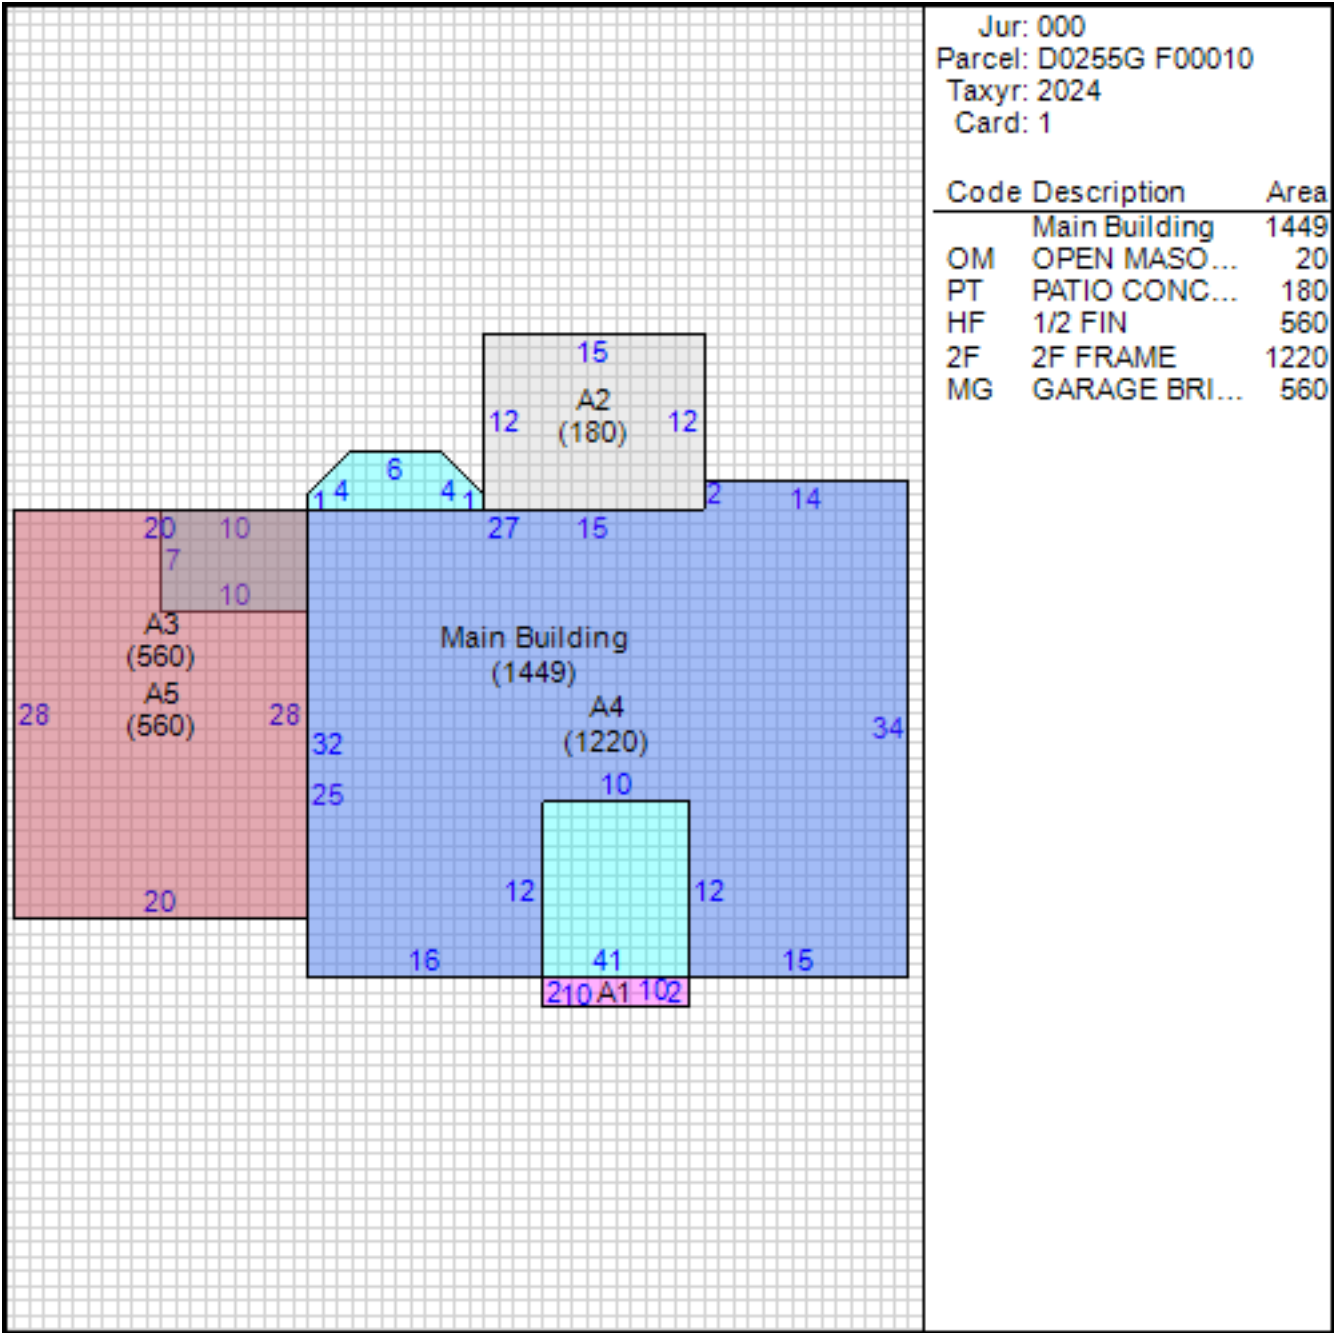 Jur: 000
Parcel: D0255G F00010
Taxyr: 2024
Card: 1
Code Description Area
Main Building 1449
OM OPEN MASO... 20
PT PATIO CONC... 180
HF 1/2 FIN 560
2F 2F FRAME 1220
MG GARAGE BRI... 560
15
A2
12 12
(180)
6
1 4 4 1
2 14
20 10 27 15
7
10
A3
(560)
Main Building
(1449)
A5
(560)
28 28
A4
(1220)
32 34
25 10
12 12
20
16 41 15
2 10 A1 10 2